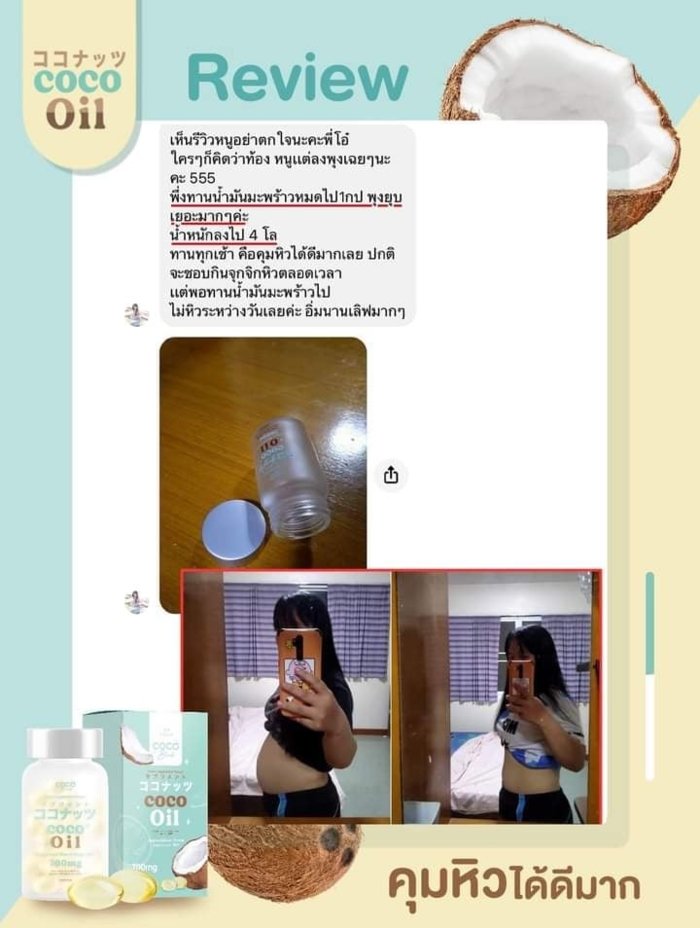 ココナッツ
coco
Oil
Review
เห็นรีวิวหนูอย่าตกใจนะคะพี่โอ๋
ใครๆก็คิดว่าท้อง หนูแต่ลงพุงเฉยๆนะ
คะ 555
พึ่งทานน้ำมันมะพร้าวหมดไป1กป พุงยุบ
เยอะมากๆค่ะ
น้ำหนักลงไป 4 โล
ทานทุกเช้า คือคุมหิวได้ดีมากเลย ปกติ
จะชอบกินจุกจิกหิวตลอดเวลา
แต่พอทานน้ำมันมะพร้าวไป
ไม่หิวระหว่างวันเลยค่ะ อิ่มนานเลิฟมากๆ
coco
ココナッツ
coco
Oil
coco
サプリメント
ココナッツ
coco
Oil
คุมหิวได้ดีมาก